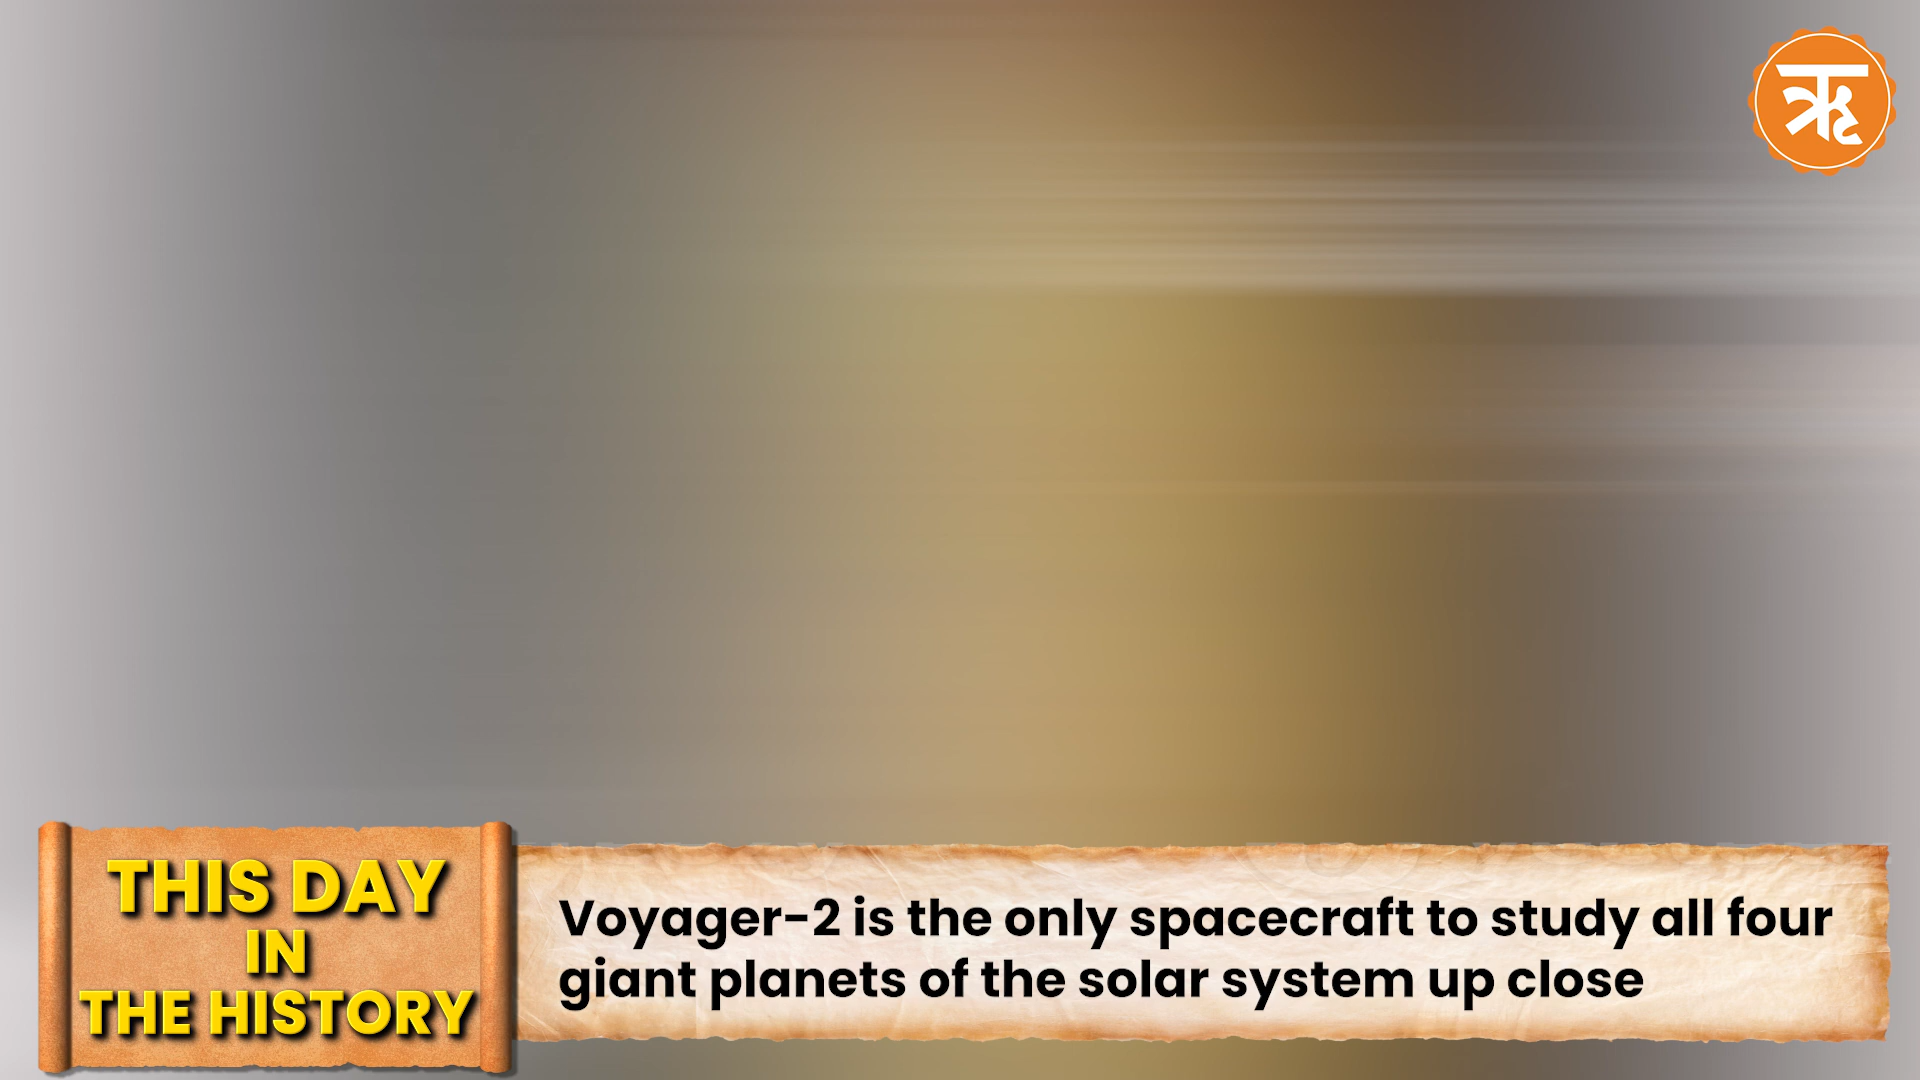 ऋ
THIS DAY
IN
THE HISTORY
Voyager-2 is the only spacecraft to study all four
giant planets of the solar system up close